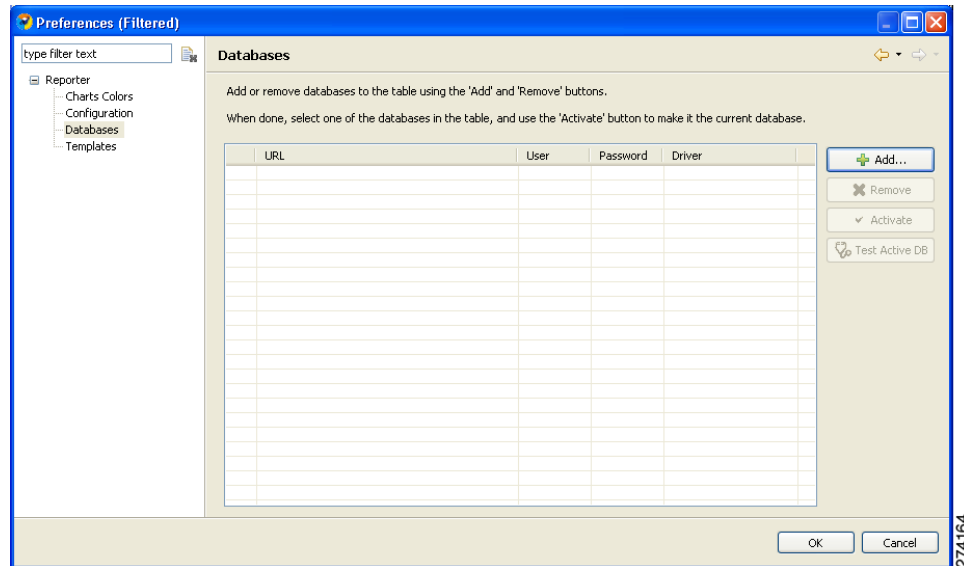 Preferences (Filtered)
type filter text
Databases
Reporter
Charts Colors
Configuration
Databases
Templates
Add or remove databases to the table using the 'Add' and 'Remove' buttons.
When done, select one of the databases in the table, and use the 'Activate' button to make it the current database.
URL User Password Driver
Add...
Remove
Activate
Test Active DB
OK Cancel
274164